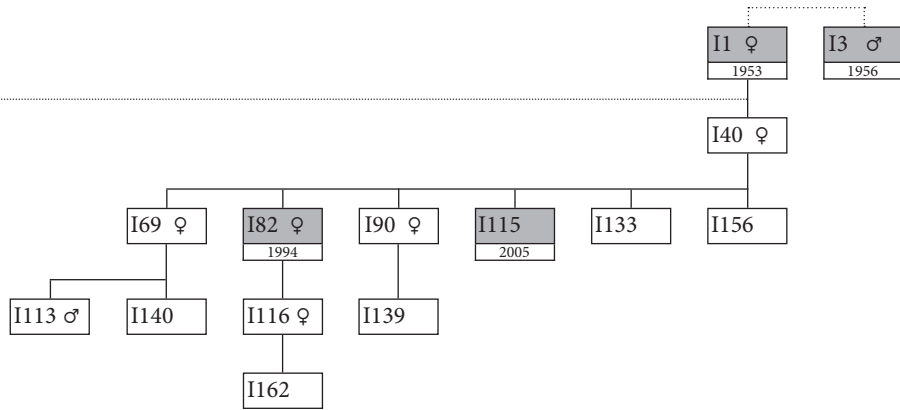 I1 ♀ I3 ♂
1953 1956
I40 ♀
I69 ♀ I82 ♀ I90 ♀ I115 I133 I156
1994 2005
I113 ♂ I140 I116 ♀ I139
I162